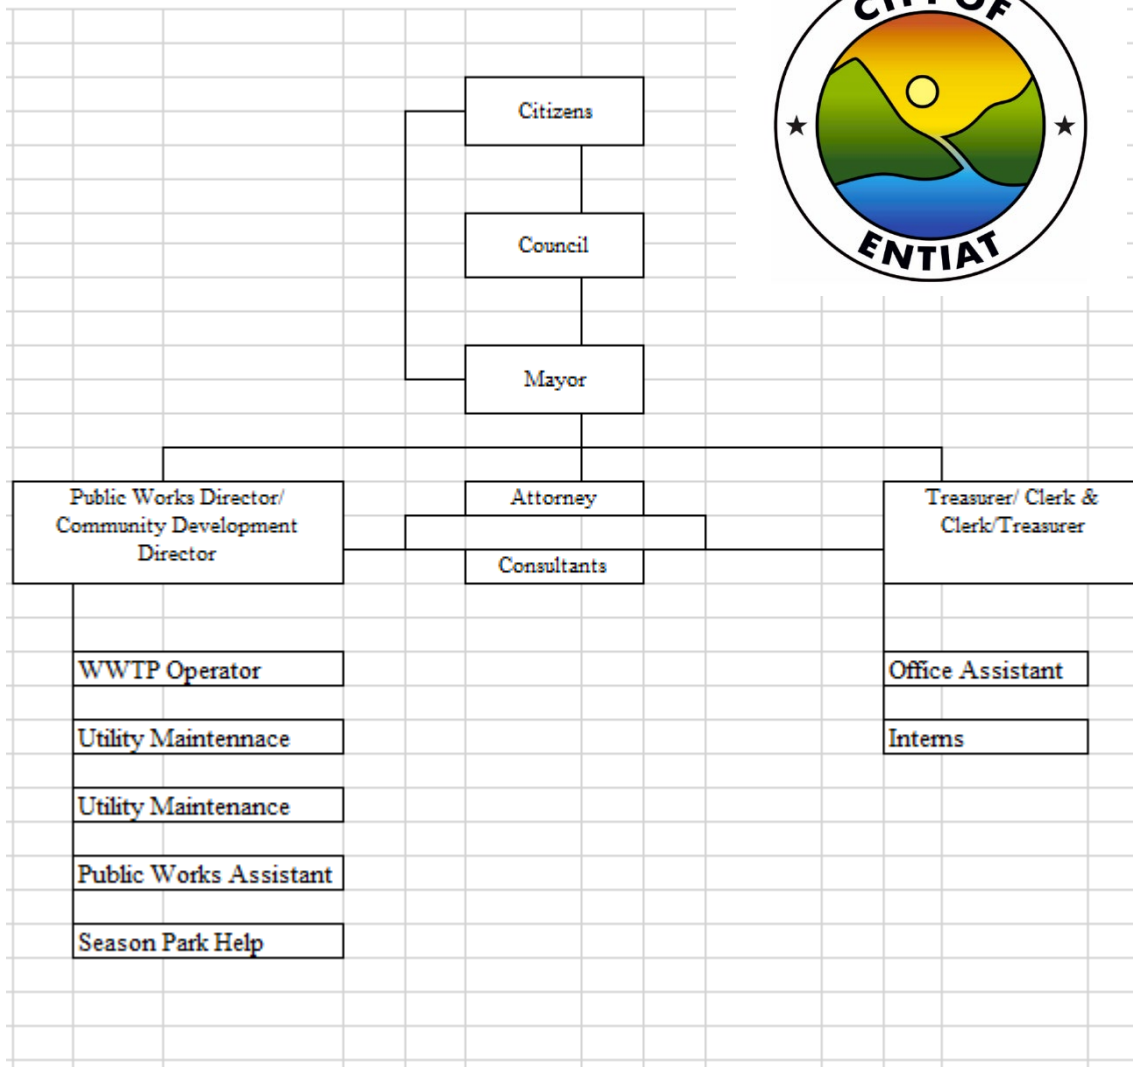 CITY OF
ENTIAT
Citizens
Council
Mayor
Public Works Director/
Community Development
Director
Attorney
Consultants
Treasurer/ Clerk &
Clerk/Treasurer
WWTP Operator
Utility Maintennace
Utility Maintenance
Public Works Assistant
Season Park Help
Office Assistant
Interns